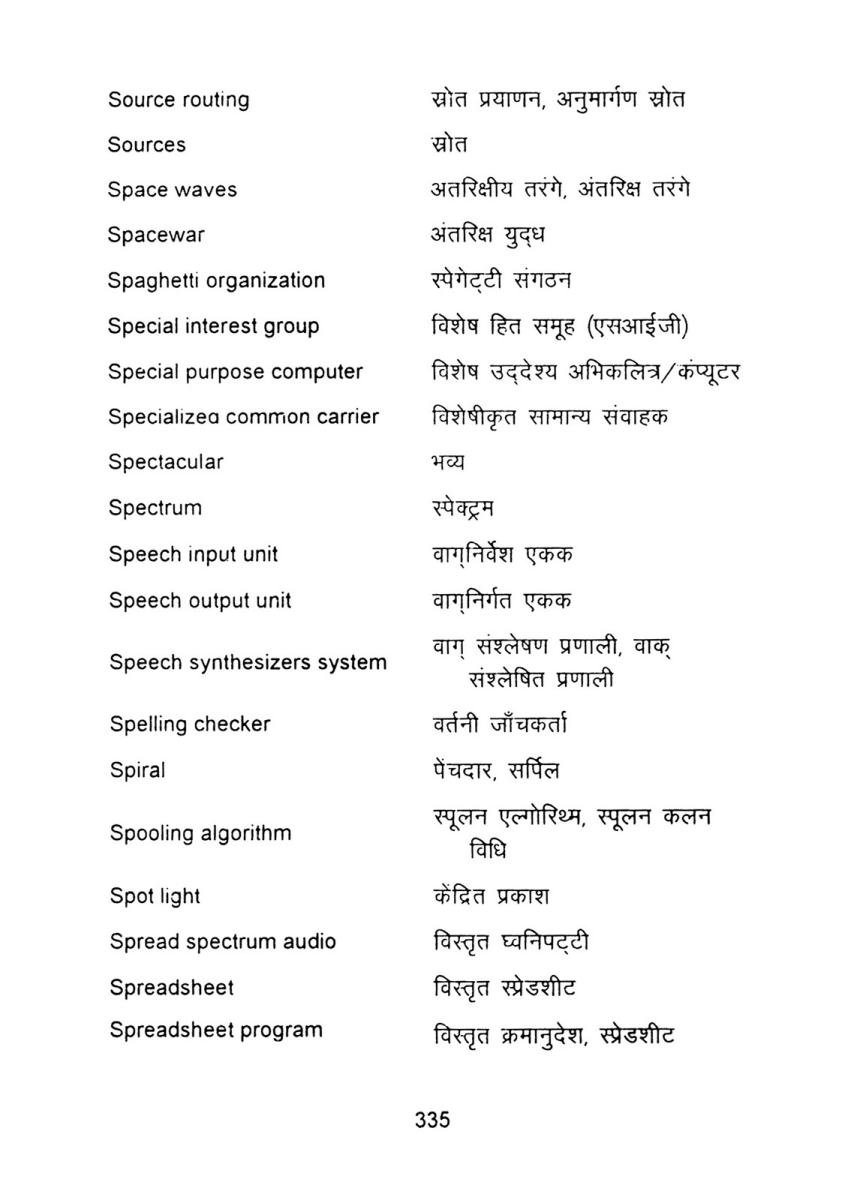 Source routing स्रोत प्रयाणन, अनुमार्गण स्रोत
Sources स्रोत
Space waves अतरिक्षीय तरंगे, अंतरिक्ष तरंगे
Spacewar अंतरिक्ष युद्ध
Spaghetti organization स्पेगेट्टी संगठन
Special interest group विशेष हित समूह (एसआईजी)
Special purpose computer विशेष उद्देश्य अभिकलित्र/कंप्यूटर
Specialized common carrier विशेषीकृत सामान्य संवाहक
Spectacular भव्य
Spectrum स्पेक्ट्रम
Speech input unit वाग्निर्वेश एकक
Speech output unit वाग्निर्गत एकक
Speech synthesizers system वाग् संश्लेषण प्रणाली, वाक्
संश्लेषित प्रणाली
Spelling checker वर्तनी जाँचकर्ता
Spiral पेंचदार, सर्पिल
Spooling algorithm स्पूलन एल्गोरिथ्म, स्पूलन कलन
विधि
Spot light केंद्रित प्रकाश
Spread spectrum audio विस्तृत घ्वनिपट्टी
Spreadsheet विस्तृत स्प्रेडशीट
Spreadsheet program विस्तृत क्रमानुदेश, स्प्रेडशीट
335